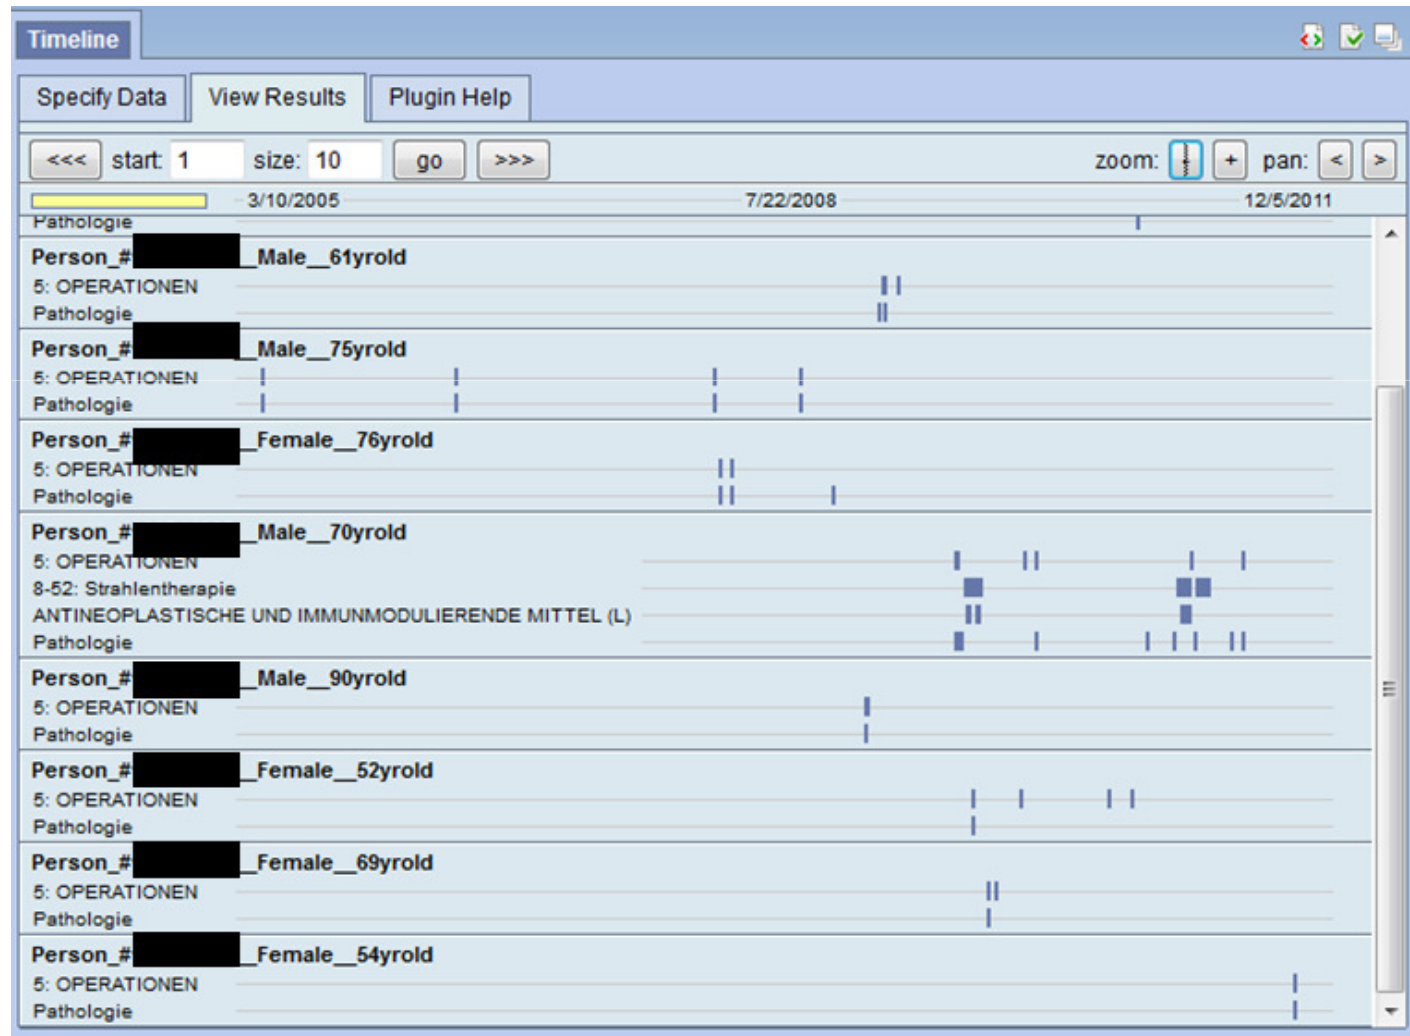 Timeline
Specify Data View Results Plugin Help
<<< start: 1 size: 10 go >>> zoom: - + pan: < >
3/10/2005 7/22/2008 12/5/2011
Pathologie
Person_# _Male__61yrold
5: OPERATIONEN
Pathologie
Person_# _Male__75yrold
5: OPERATIONEN
Pathologie
Person_# _Female__76yrold
5: OPERATIONEN
Pathologie
Person_# _Male__70yrold
5: OPERATIONEN
8-52: Strahlentherapie
ANTINEOPLASTISCHE UND IMMUNMODULIERENDE MITTEL (L)
Pathologie
Person_# _Male__90yrold
5: OPERATIONEN
Pathologie
Person_# _Female__52yrold
5: OPERATIONEN
Pathologie
Person_# _Female__69yrold
5: OPERATIONEN
Pathologie
Person_# _Female__54yrold
5: OPERATIONEN
Pathologie